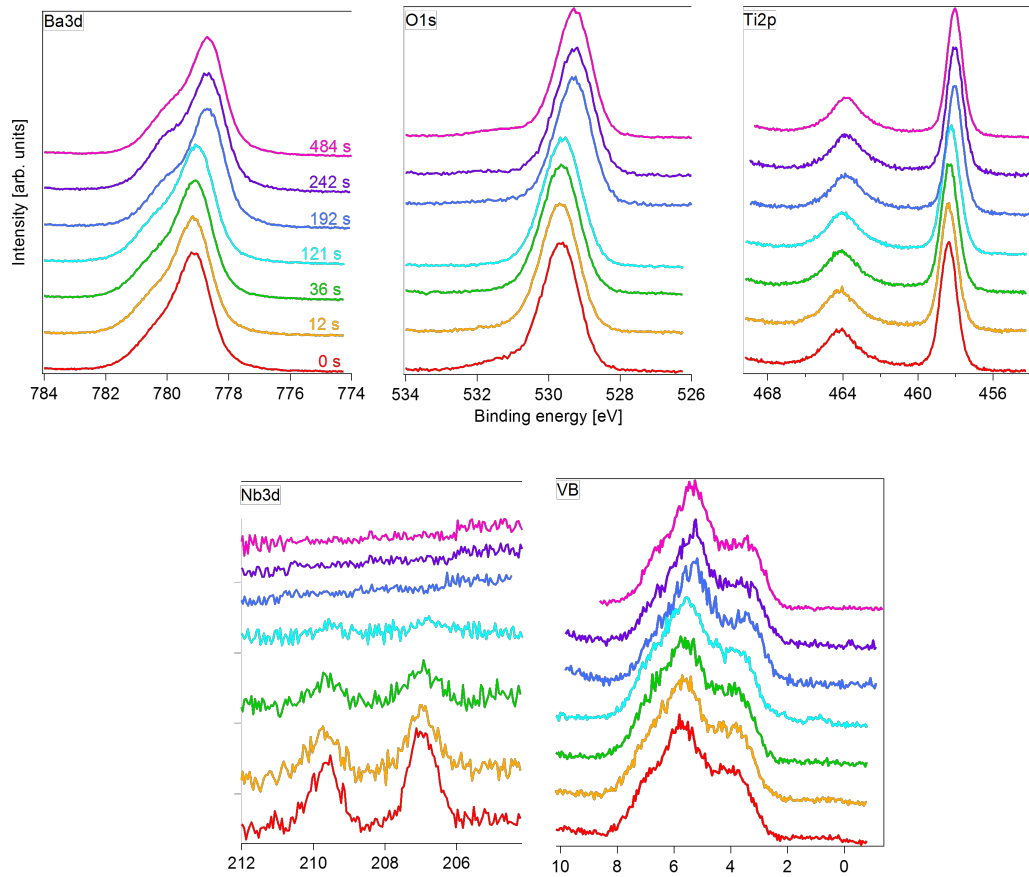 Ba3d
O1s
Ti2p
Intensity [arb. units]
484 s
242 s
192 s
121 s
36 s
12 s
0 s
784 782 780 778 776 774
534 532 530 528 526
468 464 460 456
Binding energy [eV]
Nb3d
VB
212 210 208 206
10 8 6 4 2 0